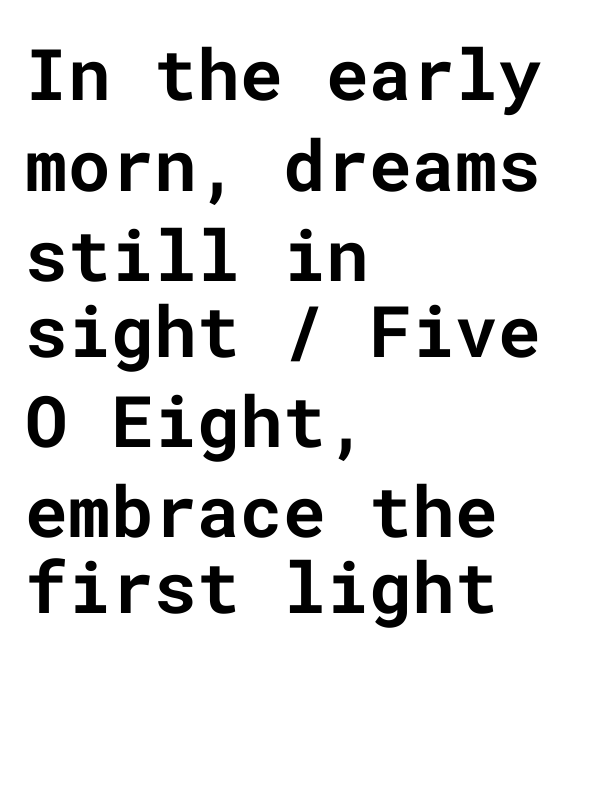 In the early
morn, dreams
still in
sight / Five
O Eight,
embrace the
first light